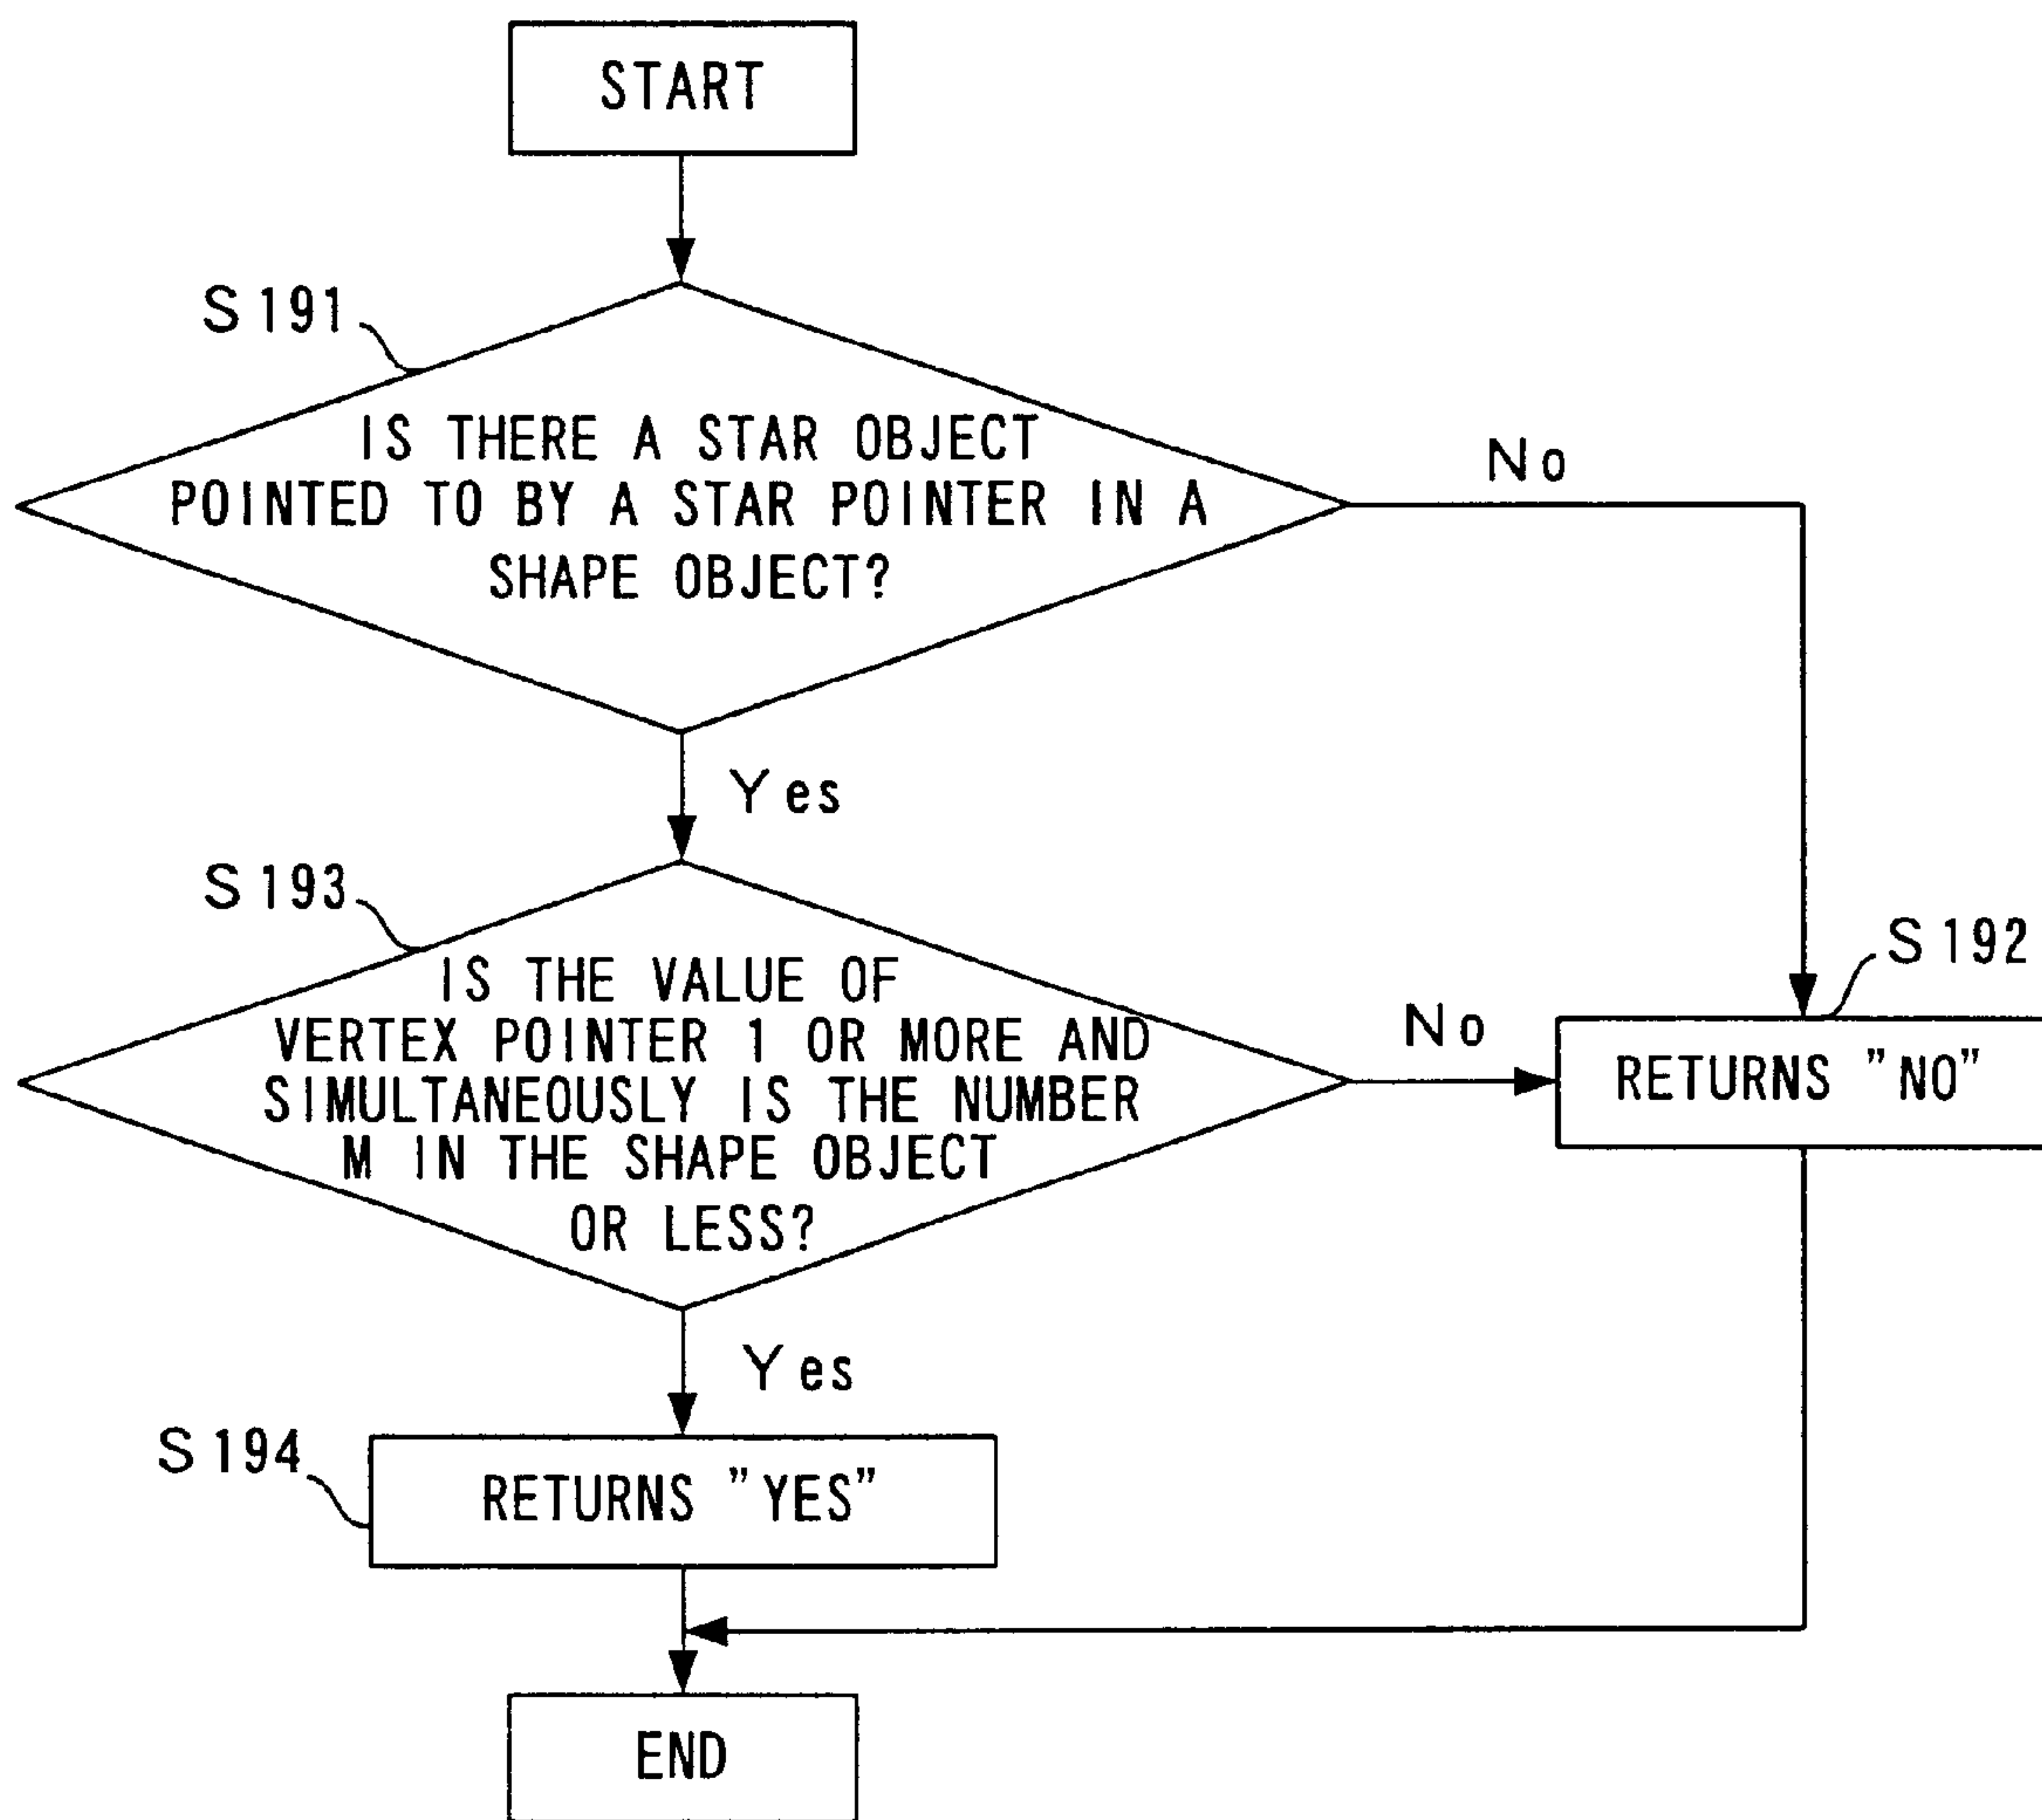 START
S191
IS THERE A STAR OBJECT
POINTED TO BY A STAR POINTER IN A
SHAPE OBJECT?
No
Yes
S193
IS THE VALUE OF
VERTEX POINTER 1 OR MORE AND
SIMULTANEOUSLY IS THE NUMBER
M IN THE SHAPE OBJECT
OR LESS?
No
S192
RETURNS "NO"
Yes
S194
RETURNS "YES"
END